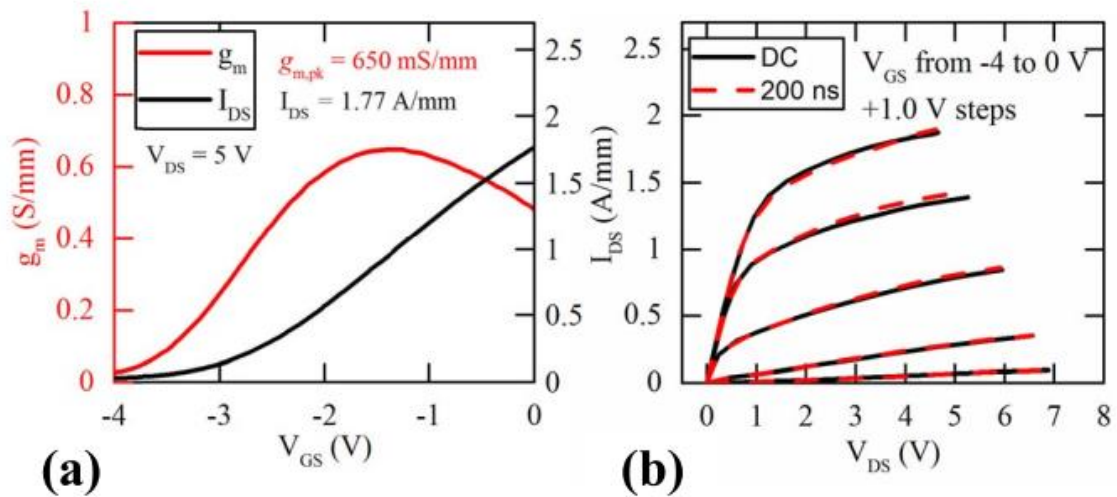 1
0.8
0.6
0.4
0.2
0
g_m (S/mm)
g_m
I_DS
g_m,pk = 650 mS/mm
I_DS = 1.77 A/mm
V_DS = 5 V
2.5
2
1.5
1
0.5
0
-4 -3 -2 -1 0
V_GS (V)
(a)
I_DS (A/mm)
2.5
2
1.5
1
0.5
0
DC
200 ns
V_GS from -4 to 0 V
+1.0 V steps
0 1 2 3 4 5 6 7 8
V_DS (V)
(b)